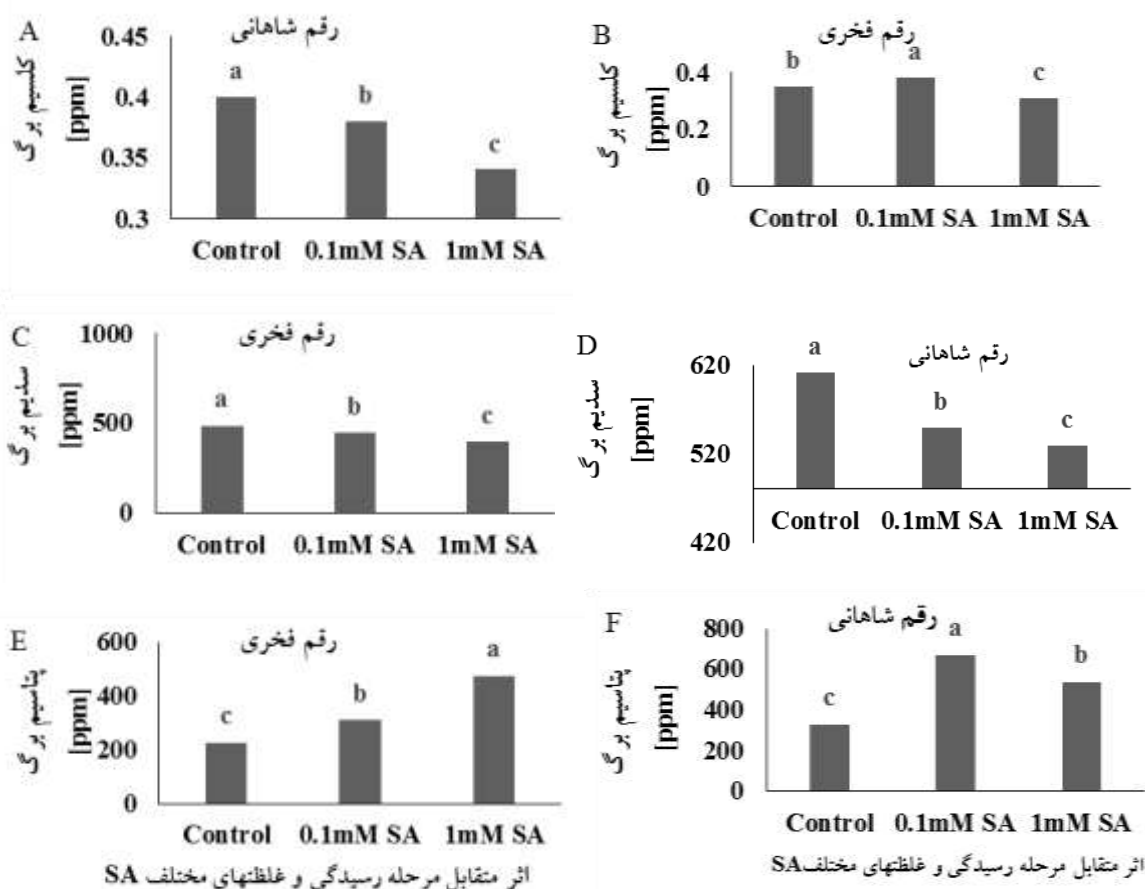 A
رقم شاهانی
کلسیم برگ
[ppm]
0.45
0.4
0.35
0.3
a
b
c
Control 0.1mM SA 1mM SA
B
رقم فخری
کلسیم برگ
[ppm]
0.4
0.2
0
b
a
c
Control 0.1mM SA 1mM SA
C
رقم فخری
سدیم برگ
[ppm]
1000
500
0
a
b
c
Control 0.1mM SA 1mM SA
D
رقم شاهانی
سدیم برگ
[ppm]
620
520
420
a
b
c
Control 0.1mM SA 1mM SA
E
رقم فخری
پتاسیم برگ
[ppm]
600
400
200
0
c
b
a
Control 0.1mM SA 1mM SA
اثر متقابل مرحله رسیدگی و غلظتهای مختلف SA
F
رقم شاهانی
پتاسیم برگ
[ppm]
800
600
400
200
0
c
a
b
Control 0.1mM SA 1mM SA
اثر متقابل مرحله رسیدگی و غلظتهای مختلفSA